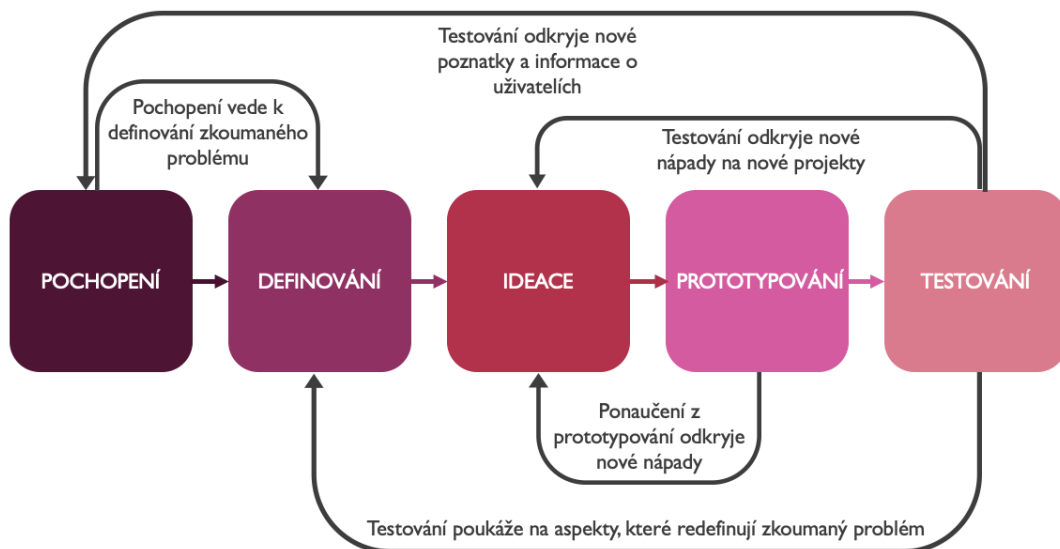 Testování odkryje nové
poznatky a informace o
uživatelích
Pochopení vede k
definování zkoumaného
problému
Testování odkryje nové
nápady na nové projekty
POCHOPENÍ
DEFINOVÁNÍ
IDEACE
PROTOTYPOVÁNÍ
TESTOVÁNÍ
Ponaučení z
prototypování odkryje
nové nápady
Testování poukáže na aspekty, které redefinují zkoumaný problém